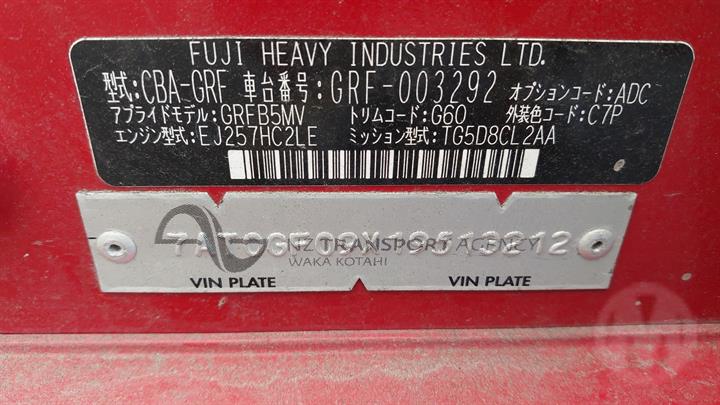 FUJI HEAVY INDUSTRIES LTD.
型式:CBA-GRF 車台番号:GRF-003292 オプションコード:ADC
アプライドモデル:GRFB5MV トリムコード:G60 外装色コード:C7P
エンジン型式:EJ257HC2LE ミッション型式:TG5D8CL2AA
NZ TRANSPORT AGENCY
WAKA KOTAHI
VIN PLATE VIN PLATE